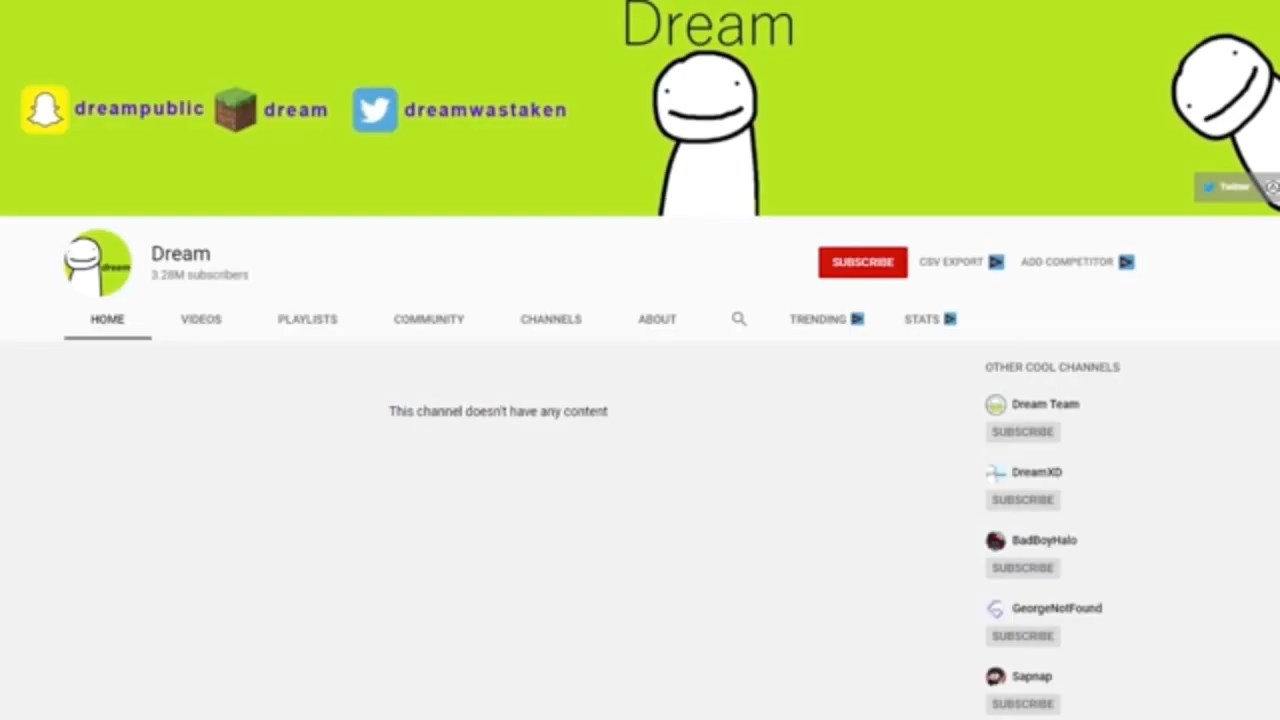 Dream
dreampublic dream dreamwastaken
Twitter
dream
Dream
3.28M subscribers
SUBSCRIBE CSV EXPORT ADD COMPETITOR
HOME VIDEOS PLAYLISTS COMMUNITY CHANNELS ABOUT TRENDING STATS
OTHER COOL CHANNELS
Dream Team
This channel doesn't have any content
SUBSCRIBE
DreamXD
SUBSCRIBE
BadBoyHalo
SUBSCRIBE
GeorgeNotFound
SUBSCRIBE
Sapnap
SUBSCRIBE